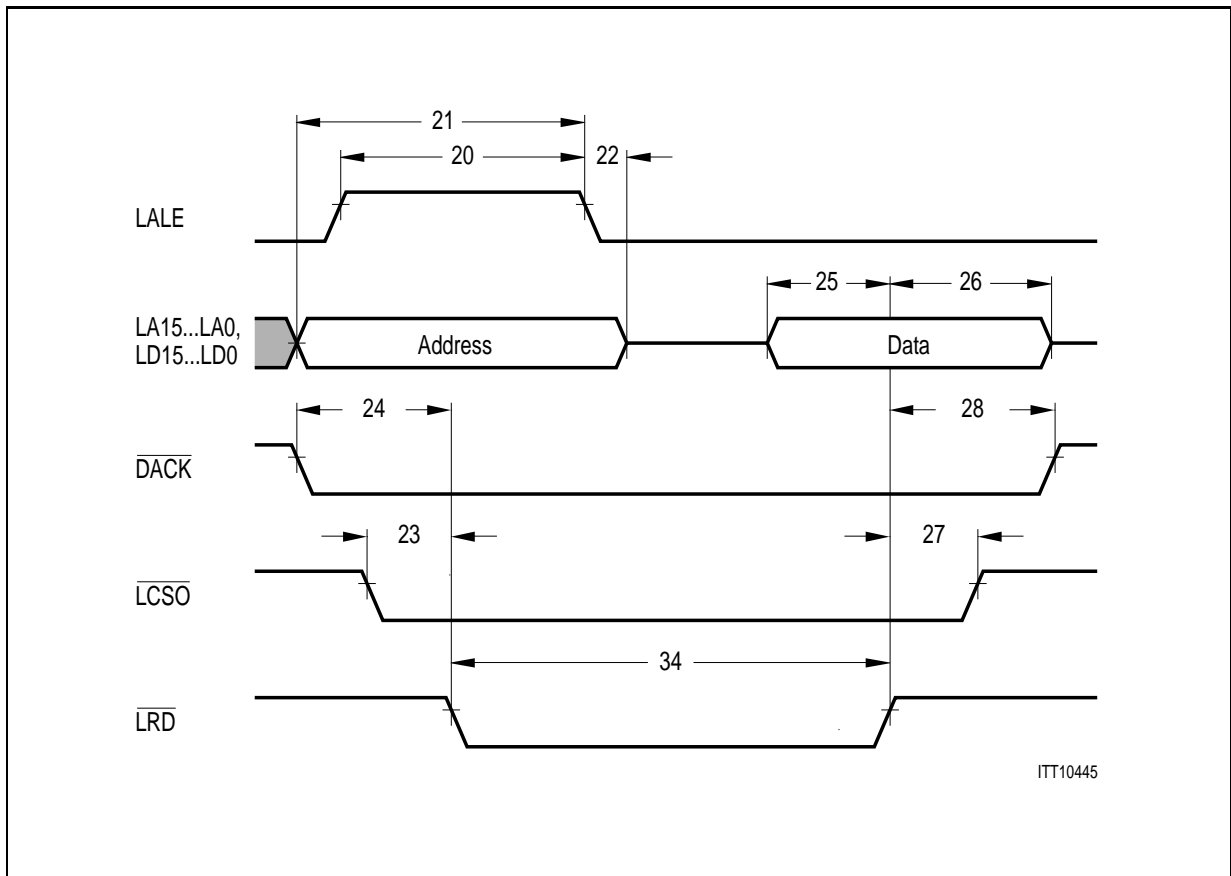 21
20
22
LALE
25
26
LA15...LA0,
LD15...LD0
Address
Data
24
28
DACK
23
27
LCSO
34
LRD
ITT10445